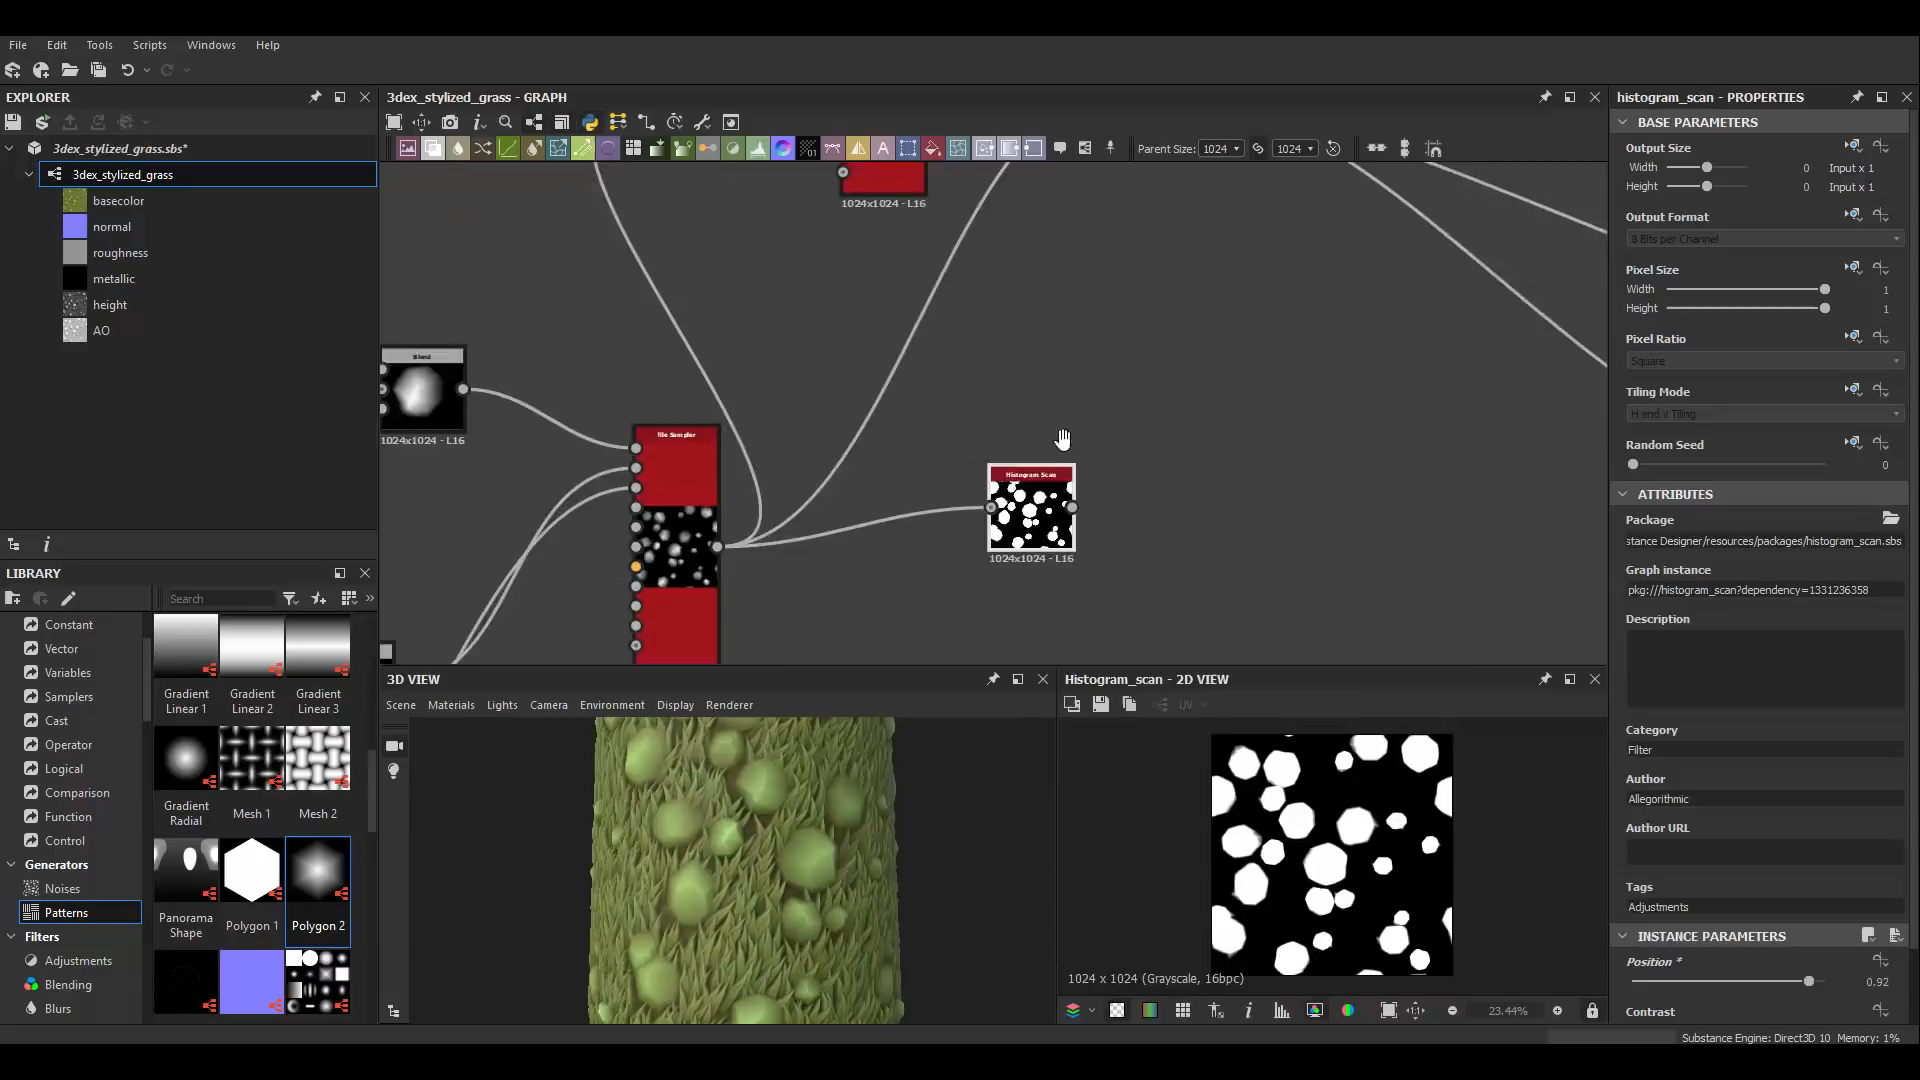 File Edit Tools Scripts Windows Help
EXPLORER
3dex_stylized_grass.sbs*
3dex_stylized_grass
basecolor
normal
roughness
metallic
height
AO
LIBRARY
Search
Constant
Vector
Variables
Samplers
Cast
Operator
Logical
Comparison
Function
Control
Generators
Noises
Patterns
Filters
Adjustments
Blending
Blurs
Gradient Linear 1
Gradient Linear 2
Gradient Linear 3
Gradient Radial
Mesh 1
Mesh 2
Panorama Shape
Polygon 1
Polygon 2
3dex_stylized_grass - GRAPH
Parent Size: 1024 1024
1024x1024 - L16
Blend
1024x1024 - L16
Tile Sampler
Histogram Scan
1024x1024 - L16
3D VIEW
Scene Materials Lights Camera Environment Display Renderer
Histogram_scan - 2D VIEW
UV
1024 x 1024 (Grayscale, 16bpc)
23.44%
histogram_scan - PROPERTIES
BASE PARAMETERS
Output Size
Width 0 Input x 1
Height 0 Input x 1
Output Format
8 Bits per Channel
Pixel Size
Width 1
Height 1
Pixel Ratio
Square
Tiling Mode
H and V Tiling
Random Seed
0
ATTRIBUTES
Package
stance Designer/resources/packages/histogram_scan.sbs
Graph instance
pkg:///histogram_scan?dependency=1331236358
Description
Category
Filter
Author
Allegorithmic
Author URL
Tags
Adjustments
INSTANCE PARAMETERS
Position *
0.92
Contrast
Substance Engine: Direct3D 10 Memory: 1%